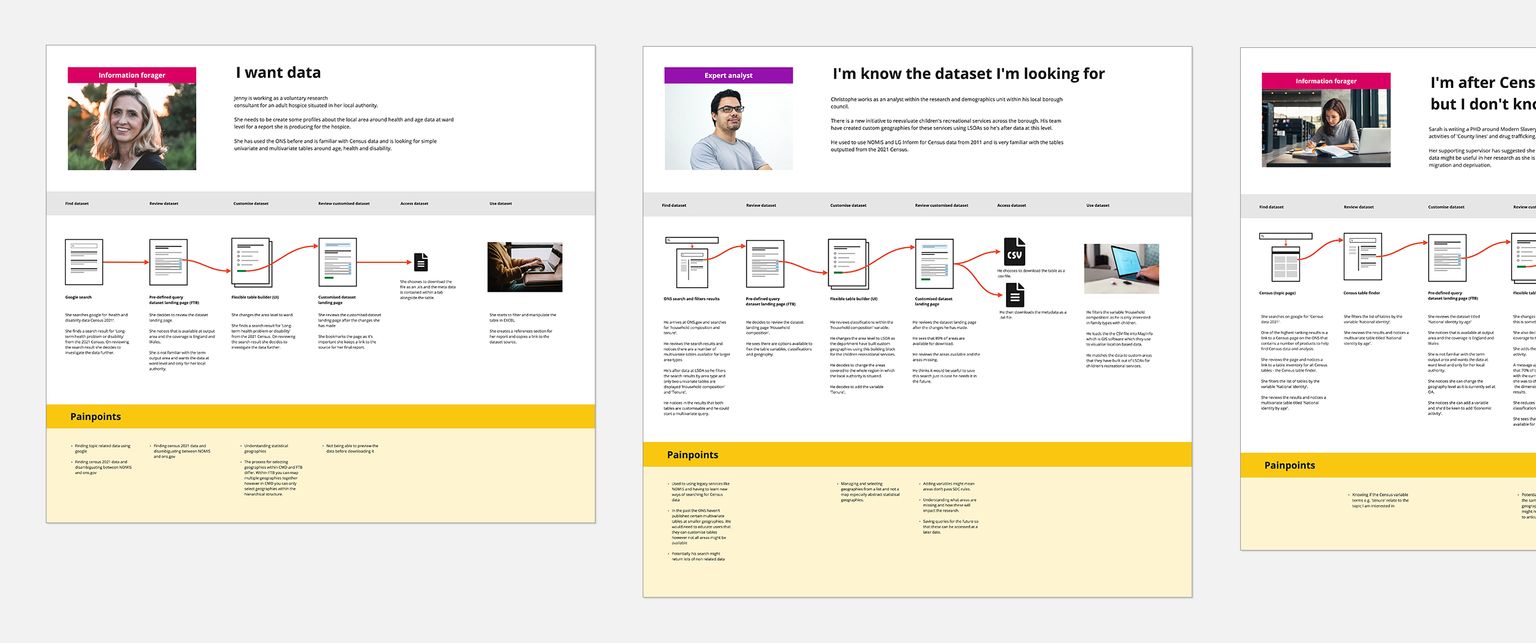 Information forager
I want data
Jenny is working as a voluntary research
consultant for an adult hospice situated in her local authority.
She needs to be create some profiles about the local area around health and age data at ward
level for a report she is producing for the hospice.
She has used the ONS before and is familiar with Census data and is looking for simple
univariate and multivariate tables around age, health and disability.
Find dataset
Review dataset
Customise dataset
Review customised dataset
Access dataset
Use dataset
Google search
Pre-defined query
dataset landing page (FTB)
Flexible table builder (UI)
Customised dataset
landing page
She chooses to download the
file as an .xls and the meta data
is contained within a tab
alongside the table.
She searches google for health and
disability data Census 2021'
She finds a search result for 'Long-
term health problem or disability'
from the 2021 Census. On reviewing
the search result she decides to
investigate the data further.
She decides to review the dataset
landing page.
She notices that is available at output
area and the coverage is England and
Wales.
She is not familiar with the term
output area and wants the data at
ward level and only for her local
authority.
She changes the area level to ward.
She finds a search result for 'Long-
term health problem or disability'
from the 2021 Census. On reviewing
the search result she decides to
investigate the data further.
She reviews the customised dataset
landing page after the changes she
has made
She bookmarks the page as it's
important she keeps a link to the
source for her final report.
She starts to filter and manipulate the
table in EXCEL.
She creates a references section for
her report and copies a link to the
dataset source.
Painpoints
Finding topic related data using
google
Finding census 2021 data and
disambiguating between NOMIS
and ons.gov
Finding census 2021 data and
disambiguating between NOMIS
and ons.gov
Understanding statistical
geographies
The process for selecting
geographies within CMD and FTB
differ. Within FTB you can map
multiple geographies together
however in CMD you can only
select geographies within the
hierarchical structure.
Not being able to preview the
data before downloading it
Expert analyst
I'm know the dataset I'm looking for
Christophe works as an analyst within the research and demographics unit within his local borough
council.
There is a new initiative to reevaluate children's recreational services across the borough. His team
have created custom geographies for these services using LSOAs so he's after data at this level.
He used to use NOMIS and LG Inform for Census data from 2011 and is very familiar with the tables
outputted from the 2021 Census.
Find dataset
Review dataset
Customise dataset
Review customised dataset
Access dataset
Use dataset
ONS search and filters results
Pre-defined query
dataset landing page (FTB)
Flexible table builder (UI)
Customised dataset
landing page
CSV
He chooses to download the table as a
csv file.
He then downloads the metadata as a
.txt file.
He arrives at ONS.gov and searches
for 'household composition and
tenure'.
He reviews the search results and
notices there are a number of
multivariate tables available for larger
area types
He's after data at LSOA so he filters
the search results by area type and
only two univariate tables are
displayed 'household composition'
and 'Tenure'.
He notices in the results that both
tables are customisable and he could
start a multivariate query.
He decides to review the dataset
landing page 'household
composition'.
He sees there are options available to
flex the table variables, classifications
and geography.
He reviews classifications within the
'household composition' variable.
He changes the area level to LSOA as
the department have built custom
geographies using this building block
for the children recreational services.
He decides to change the areas
covered to the whole region in which
the local authority is situated.
He decides to add the variable
'Tenure'.
He reviews the dataset landing page
after the changes he has made.
He sees that 89% of areas are
available for download.
He reviews the areas available and the
areas missing.
He thinks it would be useful to save
this search just in case he needs it in
the future.
He filters the variable 'household
composition' as he is only interested
in family types with children.
He loads the the CSV file into MapInfo
which is GIS software which they use
to visualise location based data.
He matches the data to custom areas
that they have built out of LSOAs for
children's recreational services.
Painpoints
Used to using legacy services like
NOMIS and having to learn new
ways of searching for Census
data
In the past the ONS haven't
published certain multivariate
tables at smaller geographies. We
would need to educate users that
they can customise tables
however not all areas might be
available
Potentially his search might
return lots of non related data
Managing and selecting
geographies from a list and not a
map especially abstract statistical
geographies.
Adding variables might mean
areas don't pass SDC rules.
Understanding what areas are
missing and how these will
impact the research.
Saving queries for the future so
that these can be accessed at a
later date.
Information forager
I'm after Cens
but I don't kno
Sarah is writing a PHD around Modern Slavery
activities of 'County lines' and drug trafficking.
Her supporting supervisor has suggested she
data might be useful in her research as she is
migration and deprivation.
Find dataset
Review dataset
Customise dataset
Review cus
Census (topic page)
Census table finder
Pre-defined query
dataset landing page (FTB)
Flexible tabl
She searches on google for 'Census
data 2021'.
One of the highest ranking results is a
link to a Census page on the ONS that
contains a number of products to help
find Census data and analysis
She reviews the page and notices a
link to a table inventory for all Census
tables - the Census table finder.
She filters the list of tables by the
variable 'National identity'.
She reviews the results and notices a
multivariate table titled 'National
identity by age'.
She filters the list of tables by the
variable 'National identity'.
She reviews the results and notices a
multivariate table titled 'National
identity by age'.
She reviews the dataset titled
'National identity by age'
She notices that is available at output
area and the coverage is England and
Wales
She is not familiar with the term
output area and wants the data at
ward level and only for her local
authority.
She notices she can change the
geography level as it is currently set at
OA.
She notices she can add a variable
and she'd be keen to add 'Economic
activity'.
Painpoints
Knowing if the Census variable
terms e.g. 'tenure' relate to the
topic I am interested in